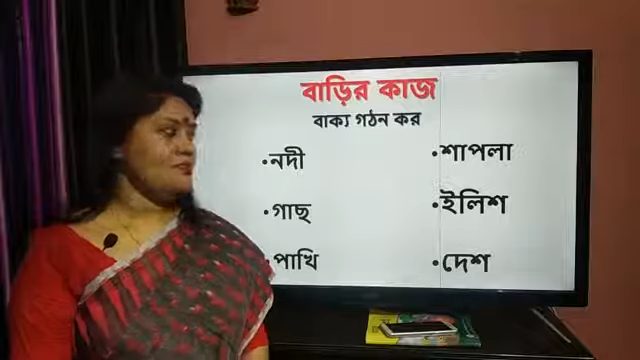 বাড়ির কাজ
বাক্য গঠন কর
•নদী
•শাপলা
•গাছ
•ইলিশ
•পাখি
•দেশ